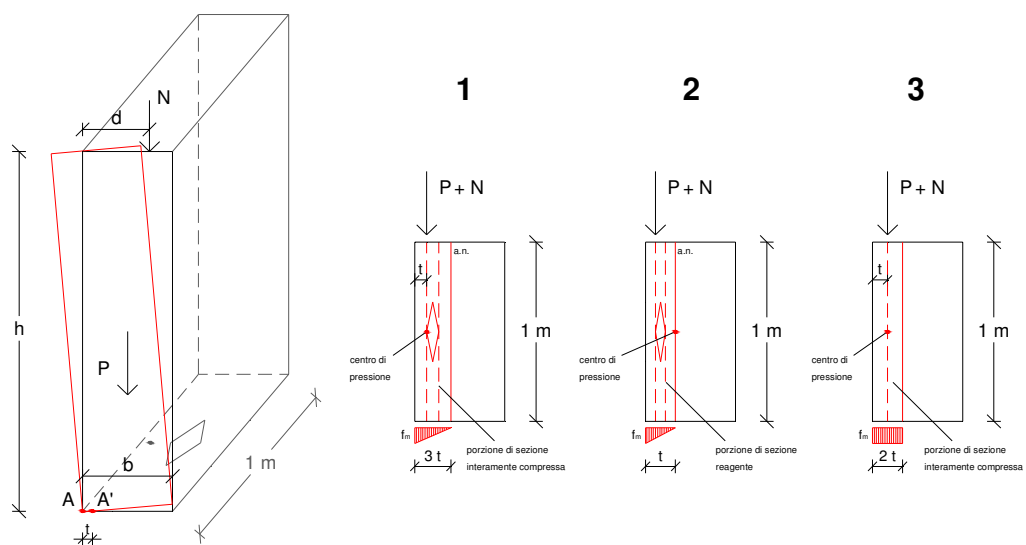 N
d
h
P
b
A
A'
t
1 m
1
P + N
a.n.
t
1 m
centro di
pressione
fm
3 t
porzione di sezione
interamente compressa
2
P + N
a.n.
1 m
centro di
pressione
fm
t
porzione di sezione
reagente
3
P + N
t
1 m
centro di
pressione
fm
2 t
porzione di sezione
interamente compressa